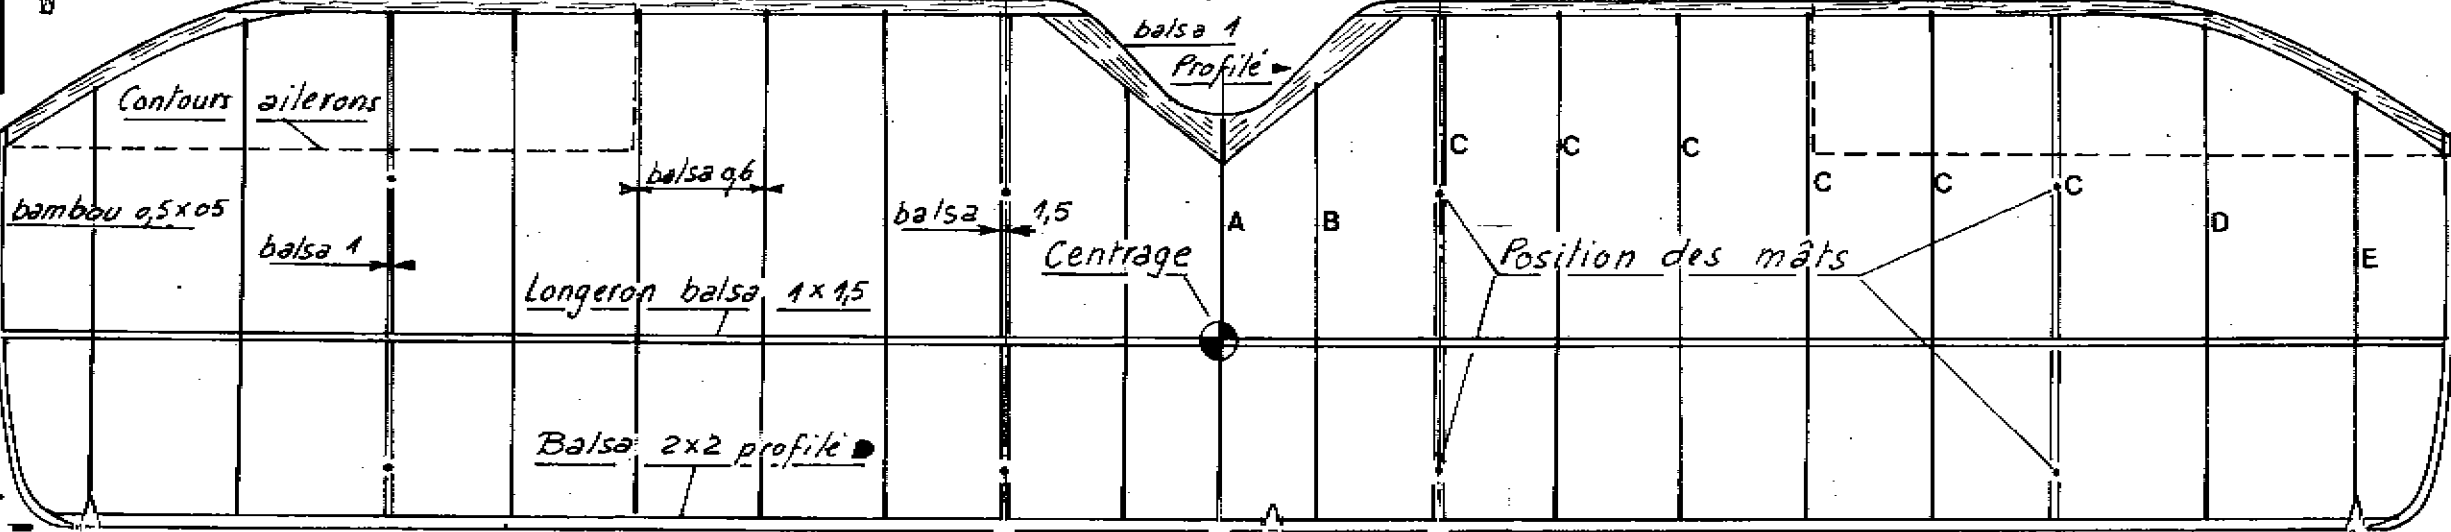 D
balsa 1
Profilé
Contours ailerons
C C C
balsa 0,6
C C C
bambou 0,5x05
balsa 1,5
A B D
balsa 1
Centrage
Position des mâts
E
Longeron balsa 1x1,5
Balsa 2x2 profilé